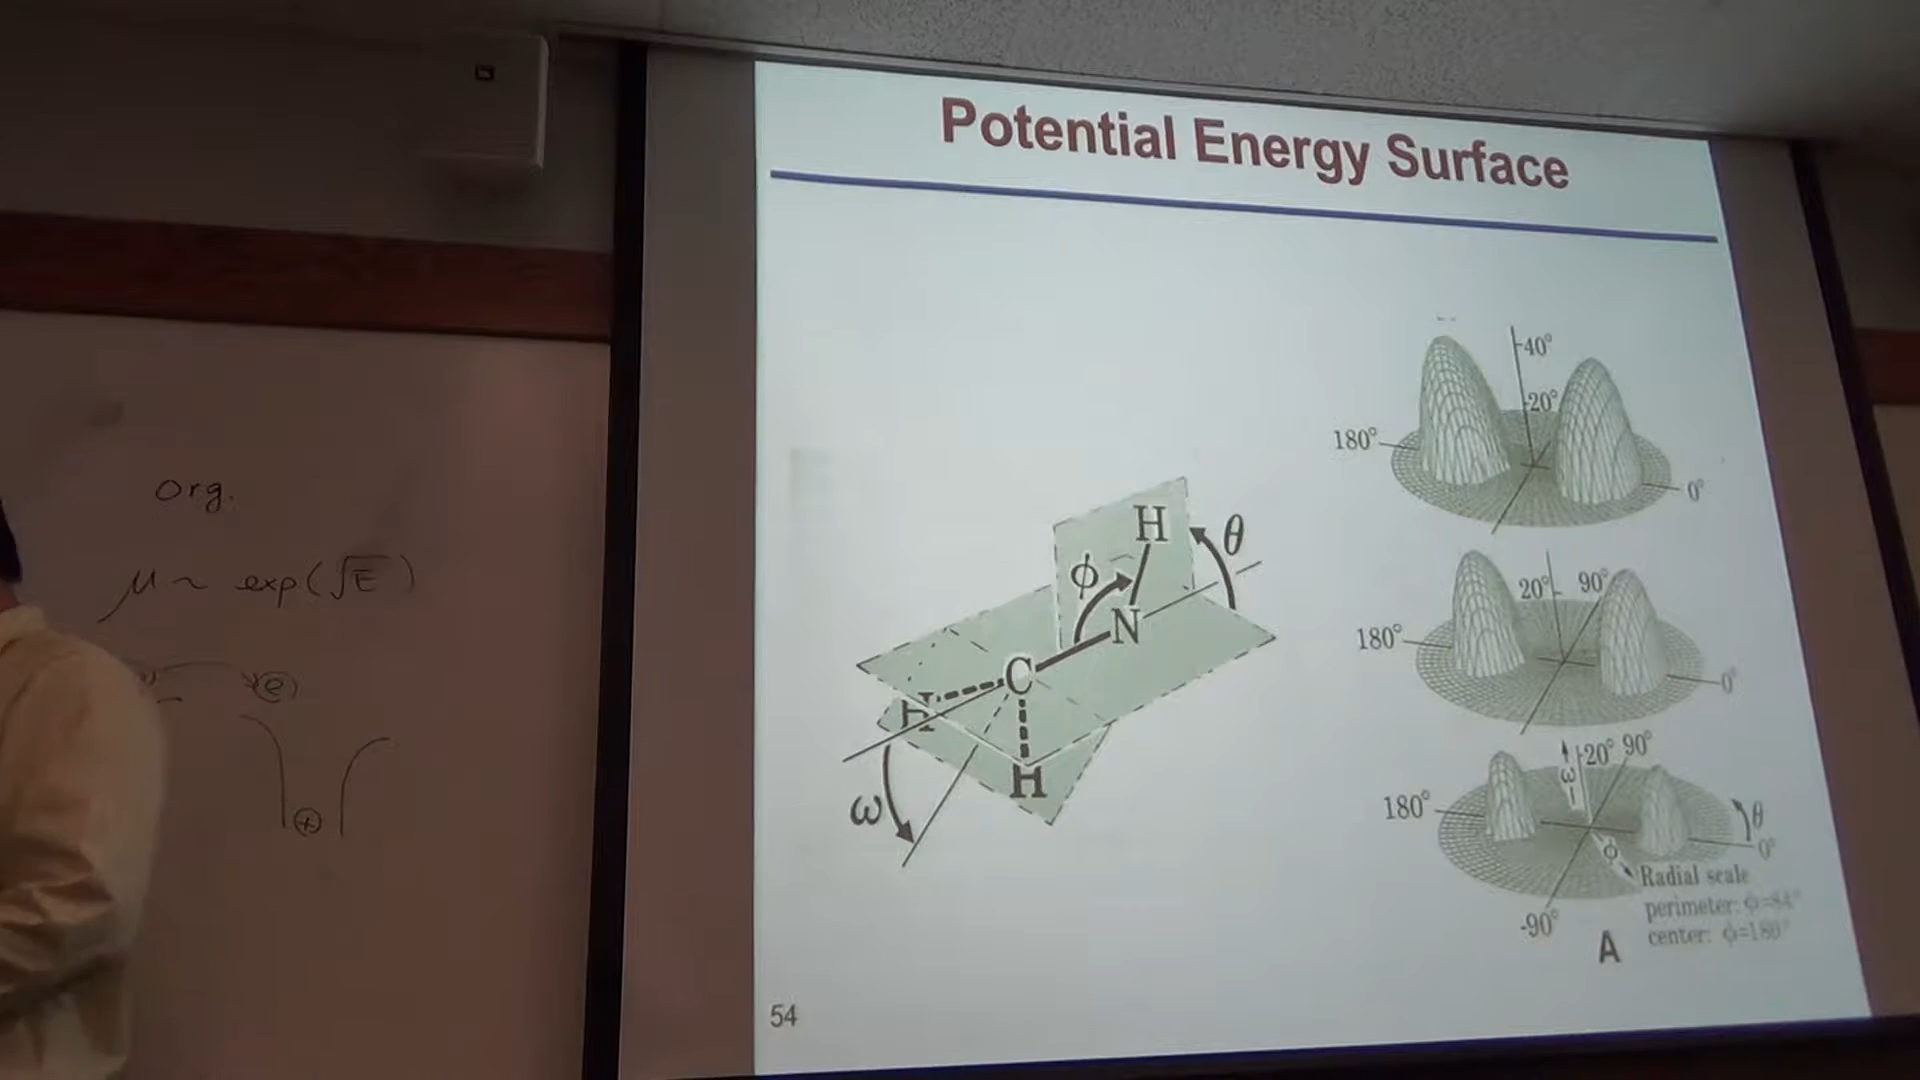 Org.
μ ~ exp(√E)
e
+
Potential Energy Surface
H
θ
φ
N
C
H
H
ω
40°
20°
180°
0°
20° 90°
180°
0°
20° 90°
ω
180°
θ
0°
φ
Radial scale
perimeter: φ=84°
center: φ=180°
-90°
A
54